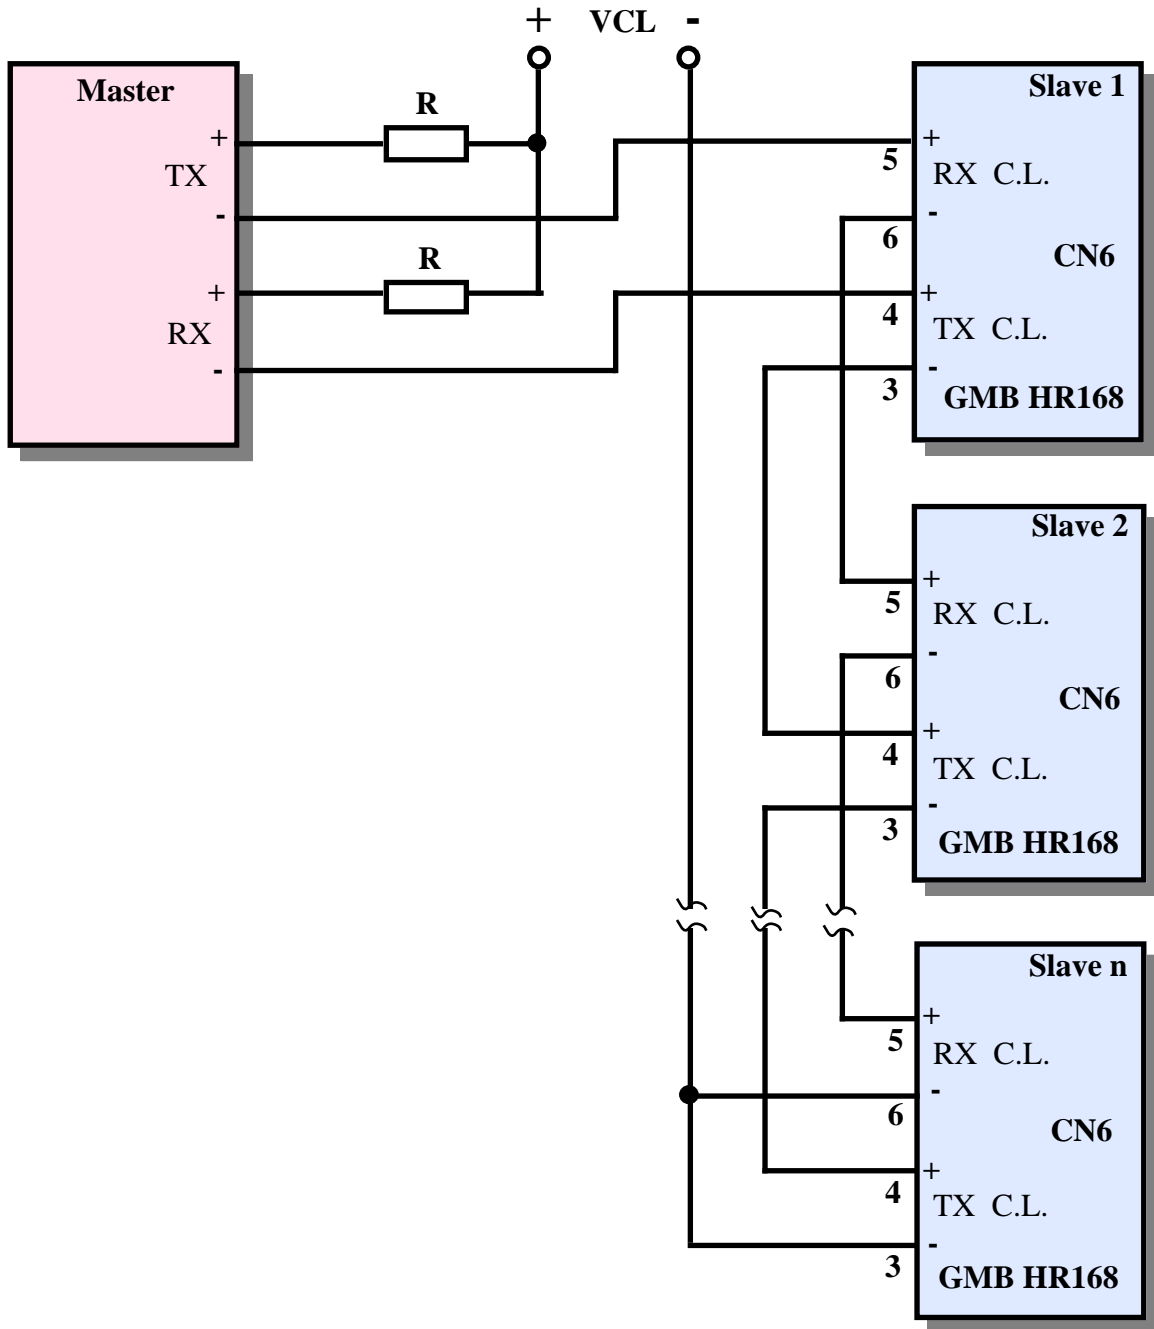 + VCL -
Master
R
+
TX
-
R
+
RX
-
Slave 1
5 +
RX C.L.
6 -
CN6
4 +
TX C.L.
3 -
GMB HR168
Slave 2
5 +
RX C.L.
6 -
CN6
4 +
TX C.L.
3 -
GMB HR168
Slave n
5 +
RX C.L.
6 -
CN6
4 +
TX C.L.
3 -
GMB HR168